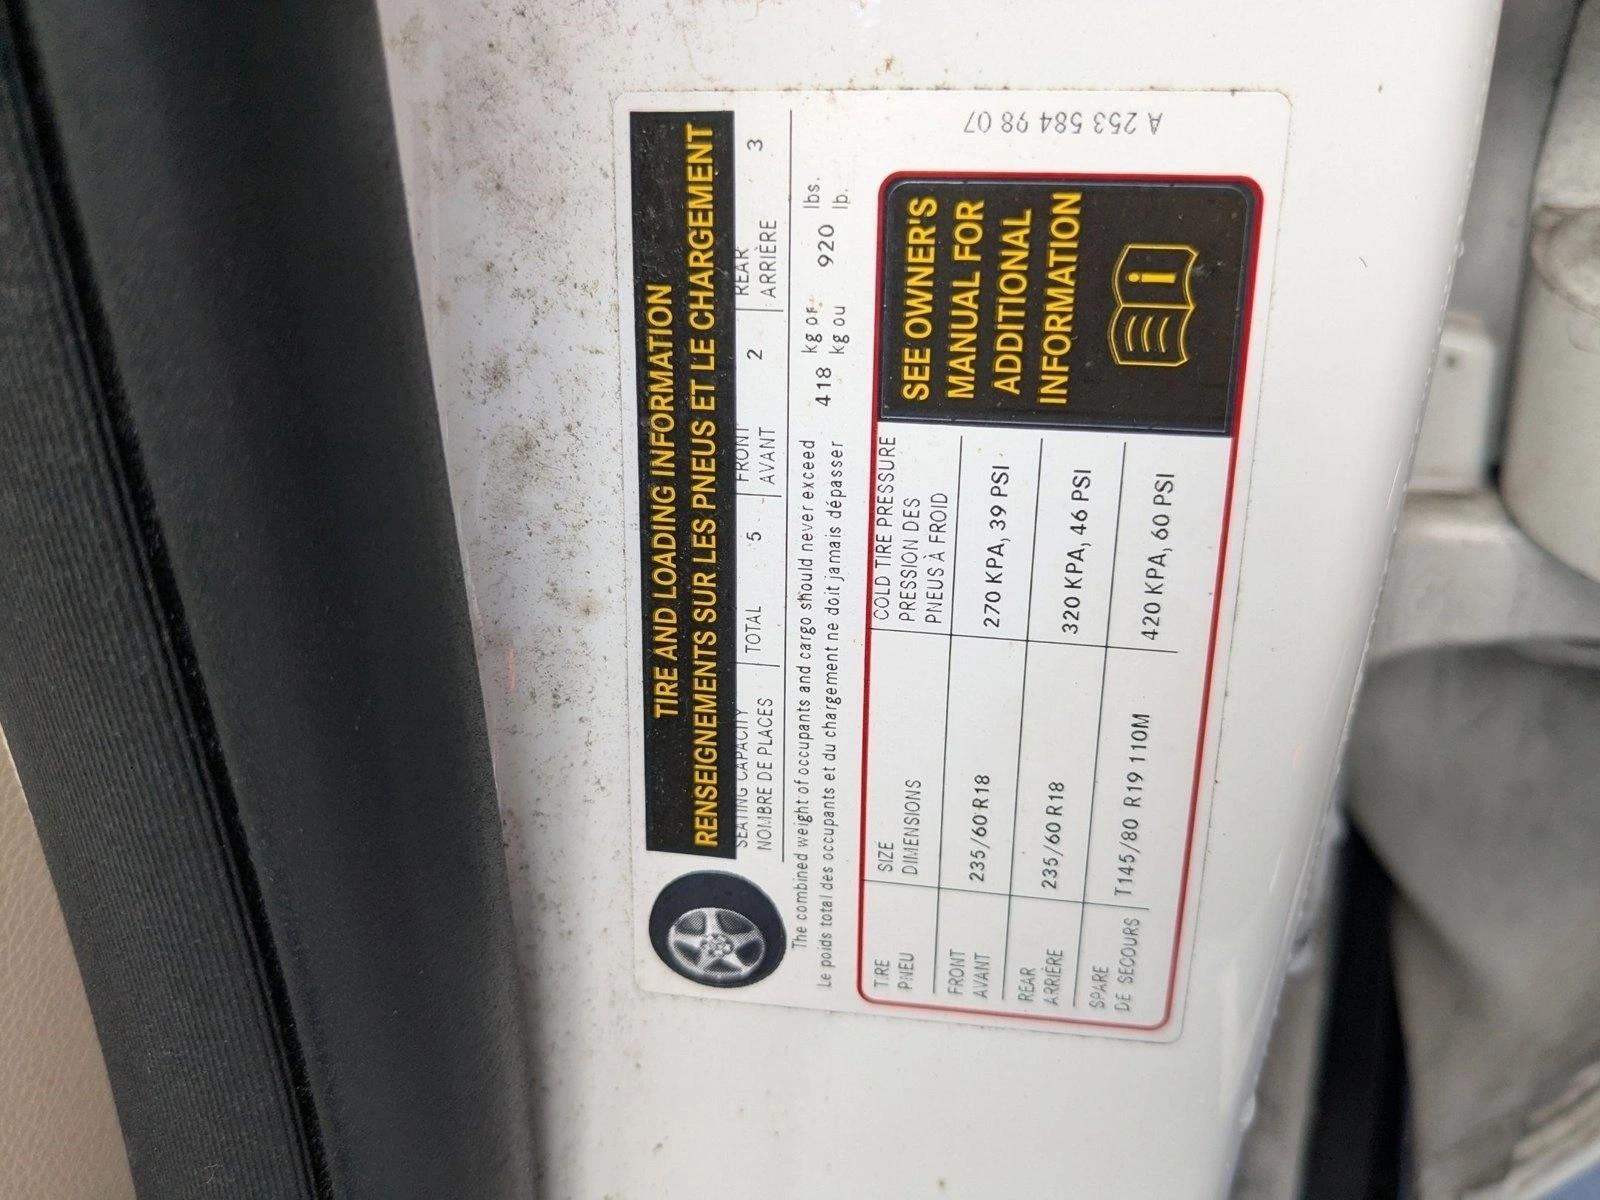 TIRE AND LOADING INFORMATION
RENSEIGNEMENTS SUR LES PNEUS ET LE CHARGEMENT
SEATING CAPACITY
NOMBRE DE PLACES
TOTAL 5
FRONT
AVANT
2
REAR
ARRIÈRE
3
The combined weight of occupants and cargo should never exceed
Le poids total des occupants et du chargement ne doit jamais dépasser
418
kg or
kg ou
920
lbs.
lb.
TIRE
PNEU
SIZE
DIMENSIONS
COLD TIRE PRESSURE
PRESSION DES
PNEUS À FROID
FRONT
AVANT
235/60 R18
270 KPA, 39 PSI
REAR
ARRIÈRE
235/60 R18
320 KPA, 46 PSI
SPARE
DE SECOURS
T145/80 R19 110M
420 KPA, 60 PSI
SEE OWNER'S
MANUAL FOR
ADDITIONAL
INFORMATION
A 253 584 98 07